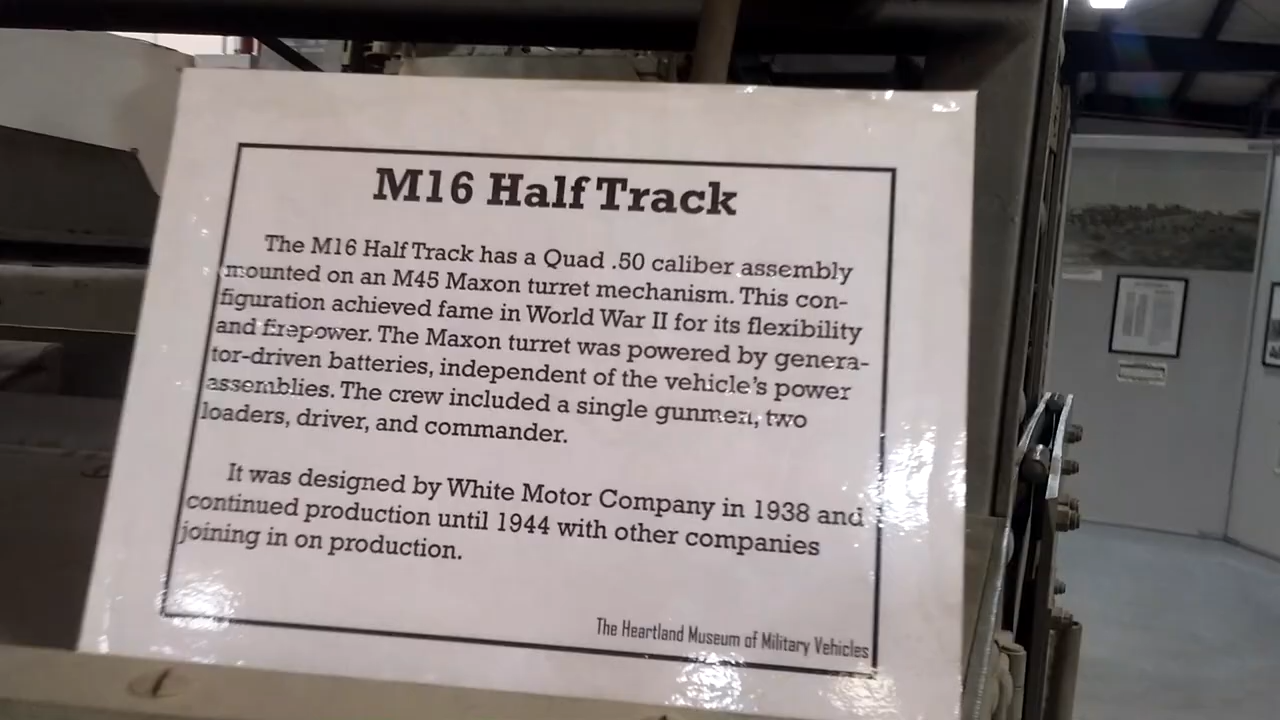 M16 Half Track
The M16 Half Track has a Quad .50 caliber assembly
mounted on an M45 Maxon turret mechanism. This con-
figuration achieved fame in World War II for its flexibility
and firepower. The Maxon turret was powered by genera-
tor-driven batteries, independent of the vehicle's power
assemblies. The crew included a single gunmen, two
loaders, driver, and commander.
It was designed by White Motor Company in 1938 and
continued production until 1944 with other companies
joining in on production.
The Heartland Museum of Military Vehicles